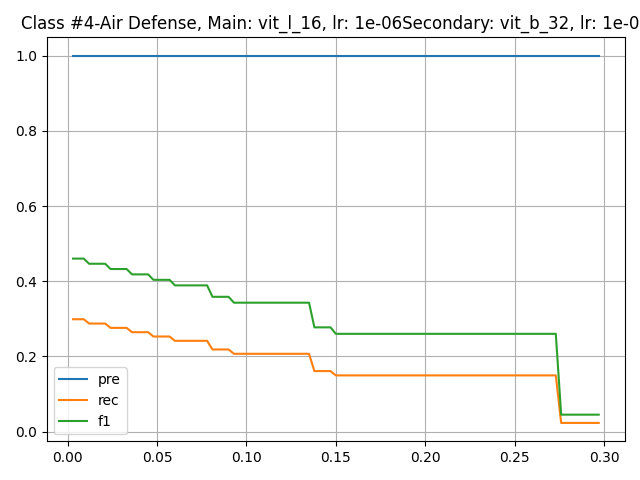 Class #4-Air Defense, Main: vit_l_16, lr: 1e-06Secondary: vit_b_32, lr: 1e-0
1.0
0.8
0.6
0.4
0.2
0.0
pre
rec
f1
0.00 0.05 0.10 0.15 0.20 0.25 0.30